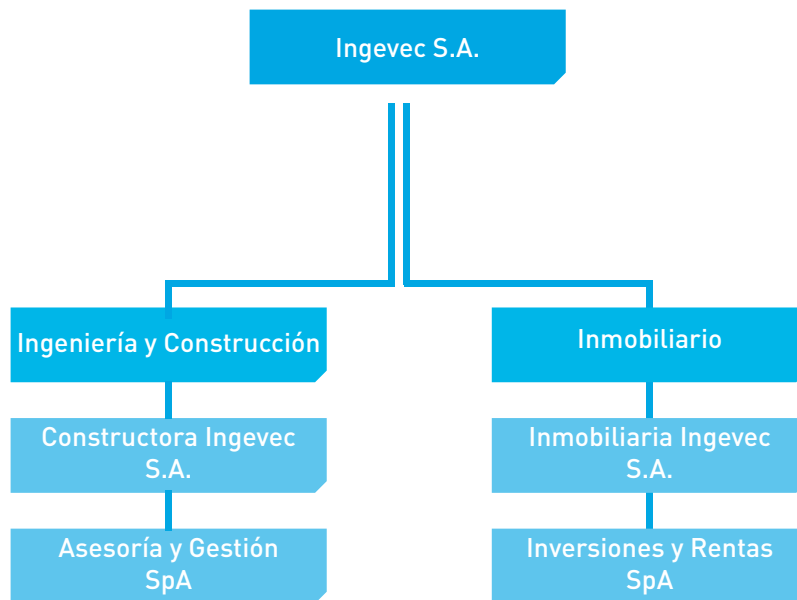 Ingevec S.A.
Ingeniería y Construcción
Inmobiliario
Constructora Ingevec
S.A.
Inmobiliaria Ingevec
S.A.
Asesoría y Gestión
SpA
Inversiones y Rentas
SpA